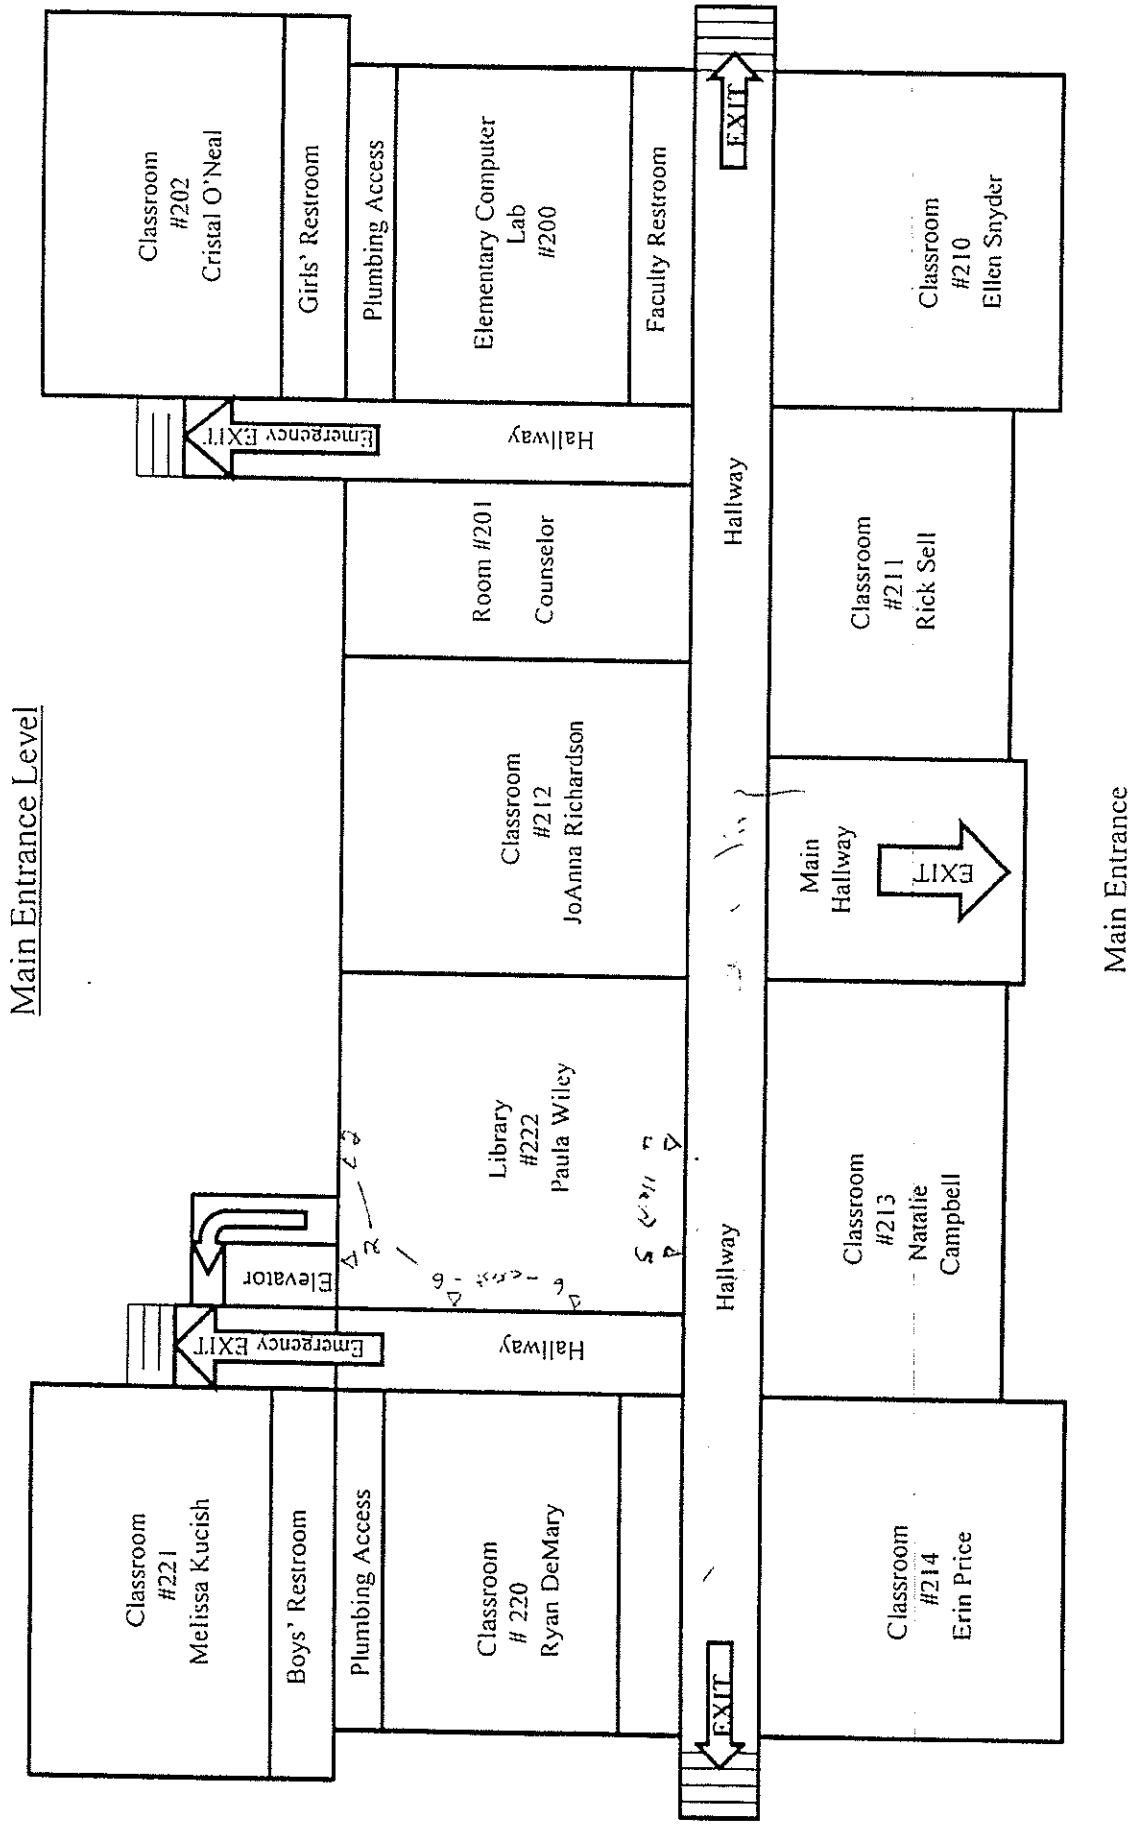 Main Entrance Level
Classroom
#221
Melissa Kucish
Boys' Restroom
Plumbing Access
Classroom
# 220
Ryan DeMary
Emergency EXIT
Hallway
Elevator
Library
#222
Paula Wiley
Classroom
#212
JoAnna Richardson
Room #201
Counselor
Emergency EXIT
Hallway
Classroom
#202
Cristal O'Neal
Girls' Restroom
Plumbing Access
Elementary Computer
Lab
#200
Faculty Restroom
EXIT
Hallway
Hallway
EXIT
Classroom
#214
Erin Price
Classroom
#213
Natalie
Campbell
Main
Hallway
EXIT
Classroom
#211
Rick Sell
Classroom
#210
Ellen Snyder
Main Entrance